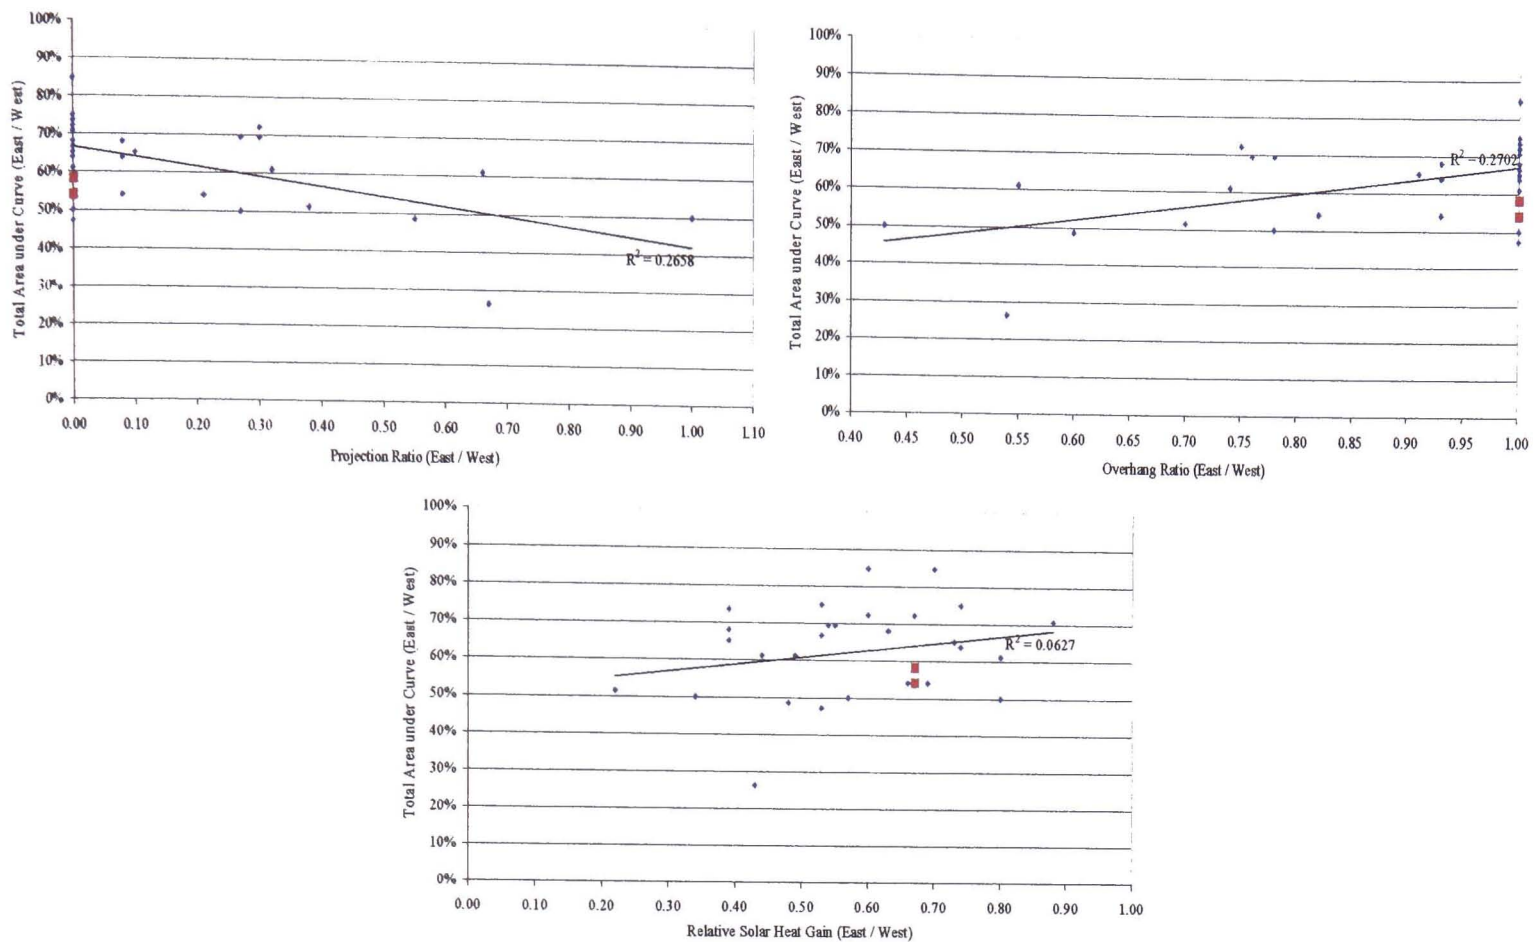 100%
90%
80%
70%
60%
50%
40%
30%
20%
10%
0%
Total Area under Curve (East / West)
R² = 0.2658
0.00 0.10 0.20 0.30 0.40 0.50 0.60 0.70 0.80 0.90 1.00 1.10
Projection Ratio (East / West)
100%
90%
80%
70%
60%
50%
40%
30%
20%
10%
0%
Total Area under Curve (East / West)
R² = 0.2702
0.40 0.45 0.50 0.55 0.60 0.65 0.70 0.75 0.80 0.85 0.90 0.95 1.00
Overhang Ratio (East / West)
100%
90%
80%
70%
60%
50%
40%
30%
20%
10%
0%
Total Area under Curve (East / West)
R² = 0.0627
0.00 0.10 0.20 0.30 0.40 0.50 0.60 0.70 0.80 0.90 1.00
Relative Solar Heat Gain (East / West)